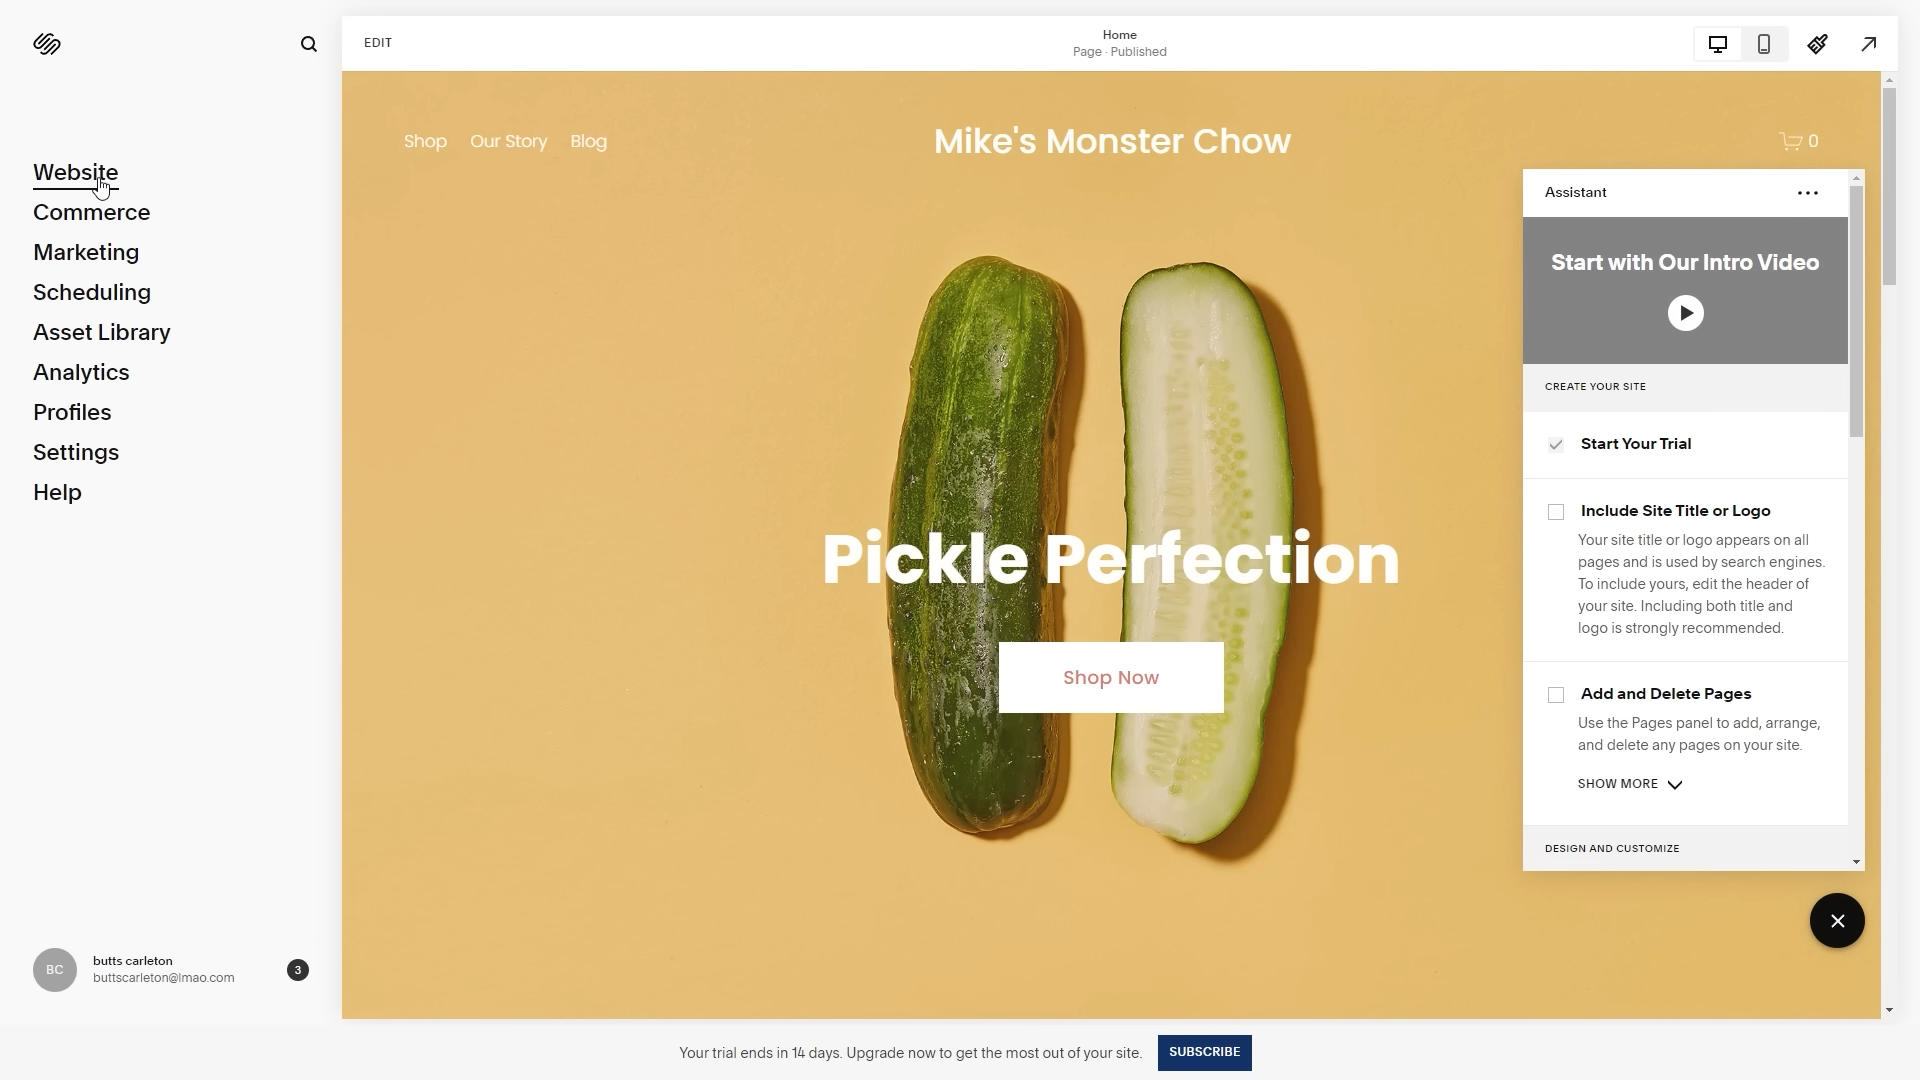 EDIT
Home
Page · Published
Website
Commerce
Marketing
Scheduling
Asset Library
Analytics
Profiles
Settings
Help
BC
butts carleton
buttscarleton@lmao.com
3
Shop Our Story Blog
Mike's Monster Chow
0
Pickle Perfection
Shop Now
Assistant
Start with Our Intro Video
CREATE YOUR SITE
Start Your Trial
Include Site Title or Logo
Your site title or logo appears on all
pages and is used by search engines.
To include yours, edit the header of
your site. Including both title and
logo is strongly recommended.
Add and Delete Pages
Use the Pages panel to add, arrange,
and delete any pages on your site.
SHOW MORE
DESIGN AND CUSTOMIZE
Your trial ends in 14 days. Upgrade now to get the most out of your site.
SUBSCRIBE